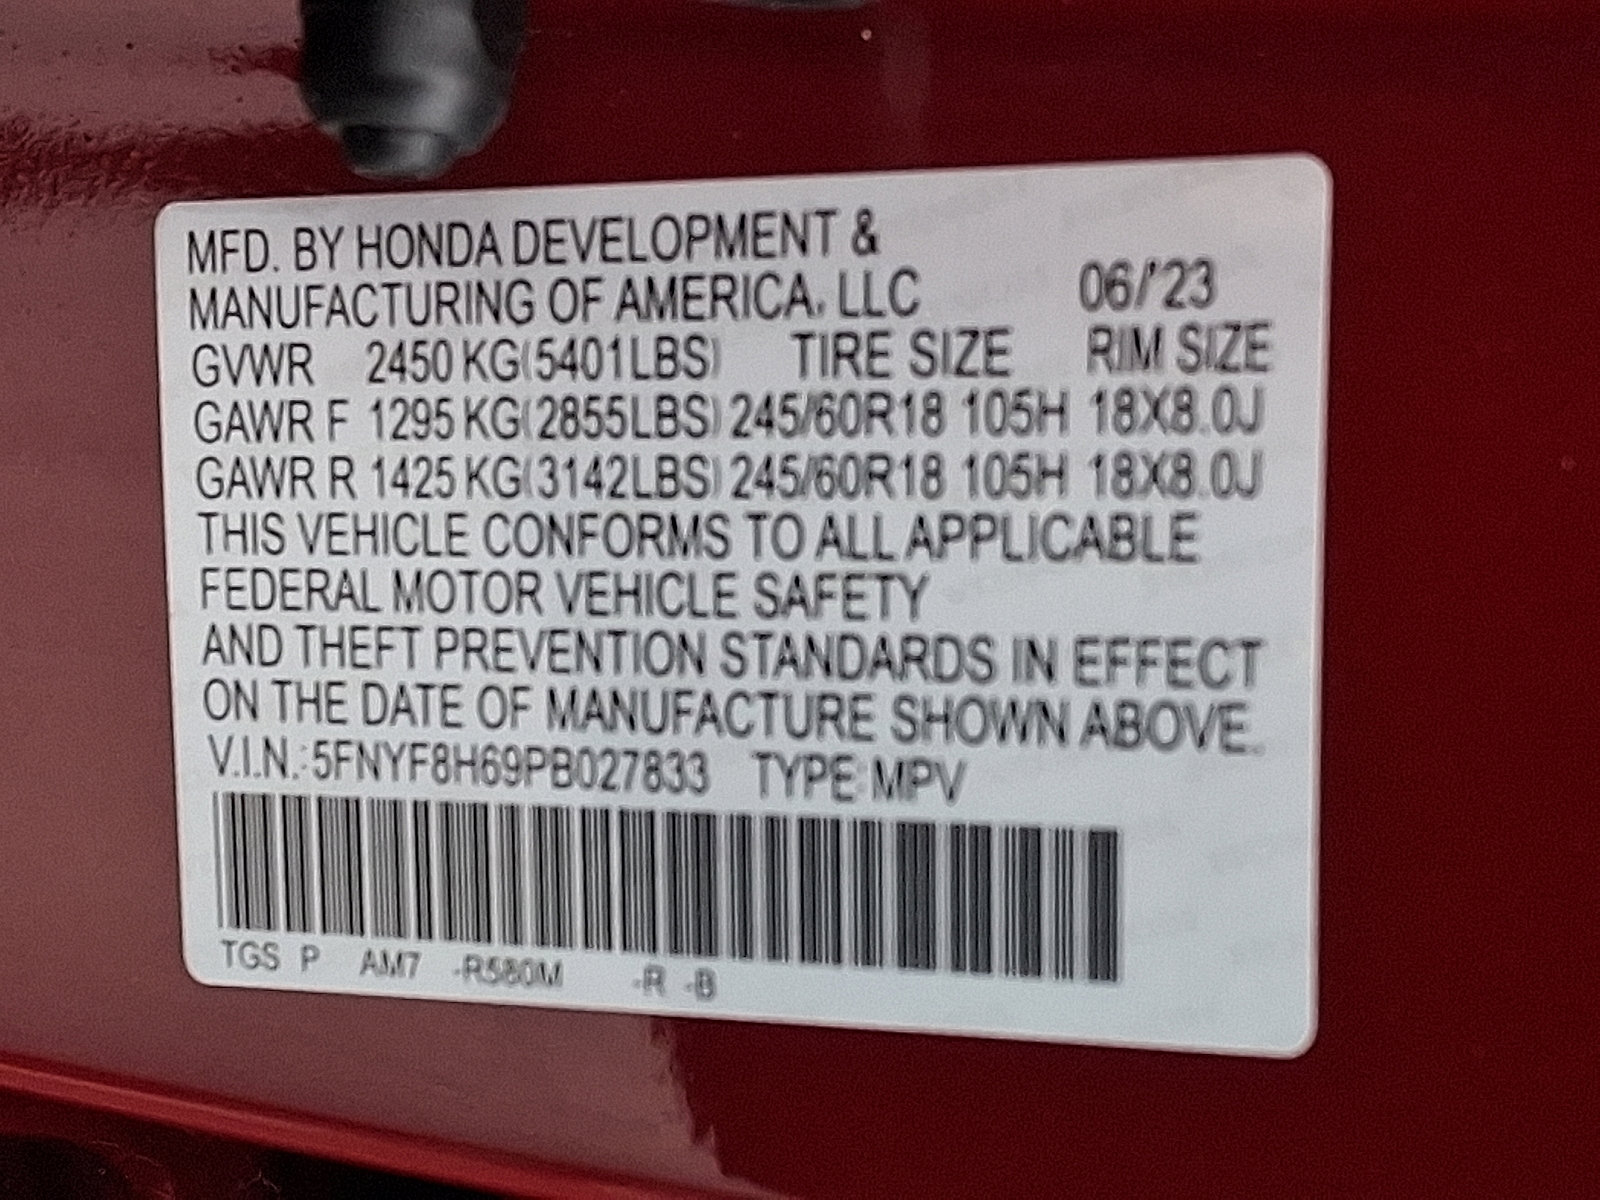 MFD. BY HONDA DEVELOPMENT &
MANUFACTURING OF AMERICA, LLC 06/'23
GVWR 2450 KG(5401LBS) TIRE SIZE RIM SIZE
GAWR F 1295 KG(2855LBS) 245/60R18 105H 18X8.0J
GAWR R 1425 KG(3142LBS) 245/60R18 105H 18X8.0J
THIS VEHICLE CONFORMS TO ALL APPLICABLE
FEDERAL MOTOR VEHICLE SAFETY
AND THEFT PREVENTION STANDARDS IN EFFECT
ON THE DATE OF MANUFACTURE SHOWN ABOVE.
V.I.N.: 5FNYF8H69PB027833 TYPE: MPV
TGS P AM7 -R580M -R -B